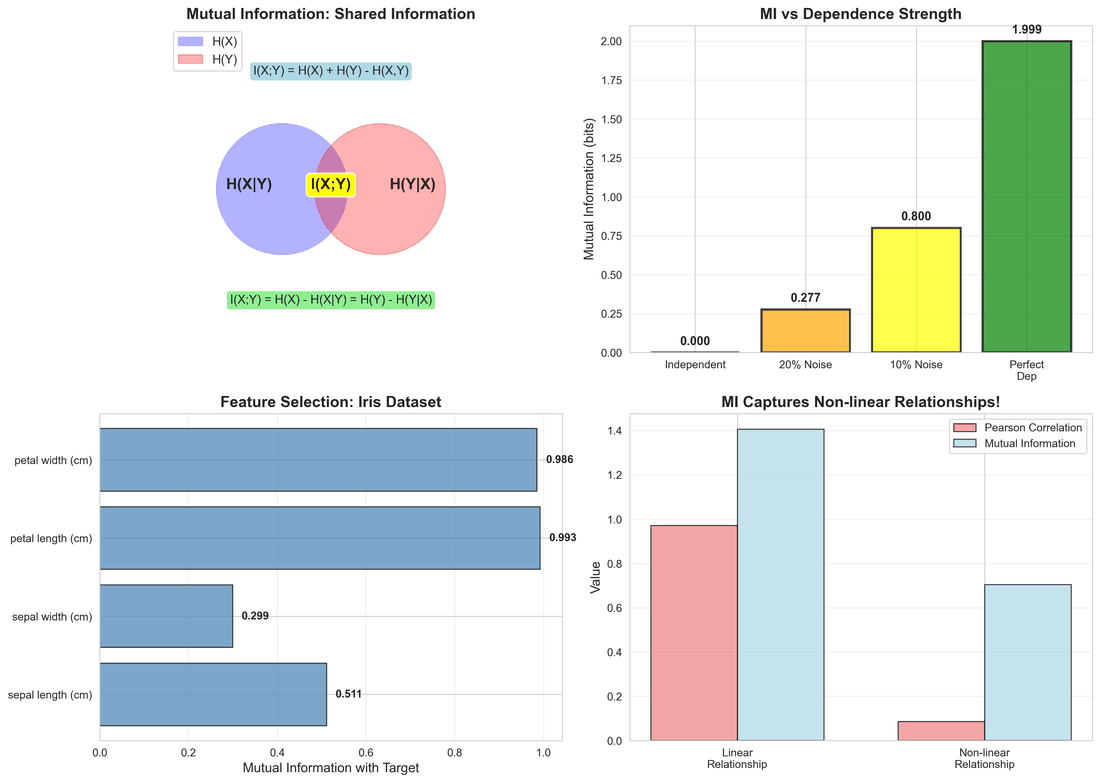 Mutual Information: Shared Information
H(X)
H(Y)
I(X;Y) = H(X) + H(Y) - H(X,Y)
H(X|Y)
I(X;Y)
H(Y|X)
I(X;Y) = H(X) - H(X|Y) = H(Y) - H(Y|X)
MI vs Dependence Strength
Mutual Information (bits)
2.00
1.75
1.50
1.25
1.00
0.75
0.50
0.25
0.00
0.000
0.277
0.800
1.999
Independent
20% Noise
10% Noise
Perfect
Dep
Feature Selection: Iris Dataset
petal width (cm)
0.986
petal length (cm)
0.993
sepal width (cm)
0.299
sepal length (cm)
0.511
0.0
0.2
0.4
0.6
0.8
1.0
Mutual Information with Target
MI Captures Non-linear Relationships!
Pearson Correlation
Mutual Information
Value
1.4
1.2
1.0
0.8
0.6
0.4
0.2
0.0
Linear
Relationship
Non-linear
Relationship